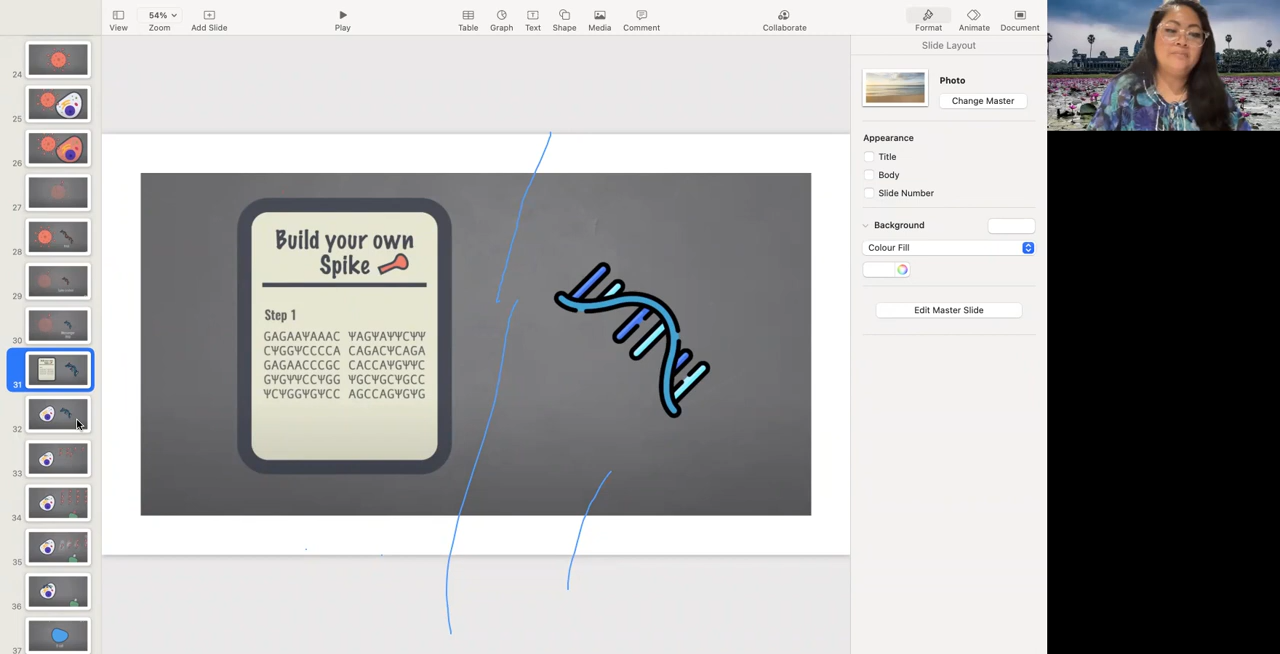 54%
View
Zoom
Add Slide
Play
Table
Graph
Text
Shape
Media
Comment
Collaborate
Format
Animate
Document
Slide Layout
Photo
Change Master
Appearance
Title
Body
Slide Number
Background
Colour Fill
Edit Master Slide
24
25
26
27
28
29
30
31
32
33
34
35
36
37
Build your own
Spike
Step 1
GAGAAΨAAAC ΨAGΨAΨΨCΨΨ
CΨGGΨCCCCA CAGACΨCAGA
GAGAACCCGC CACCAΨGΨΨC
GΨGΨΨCCΨGG ΨGCΨGCΨGCC
ΨCΨGGΨGΨCC AGCCAGΨGΨG